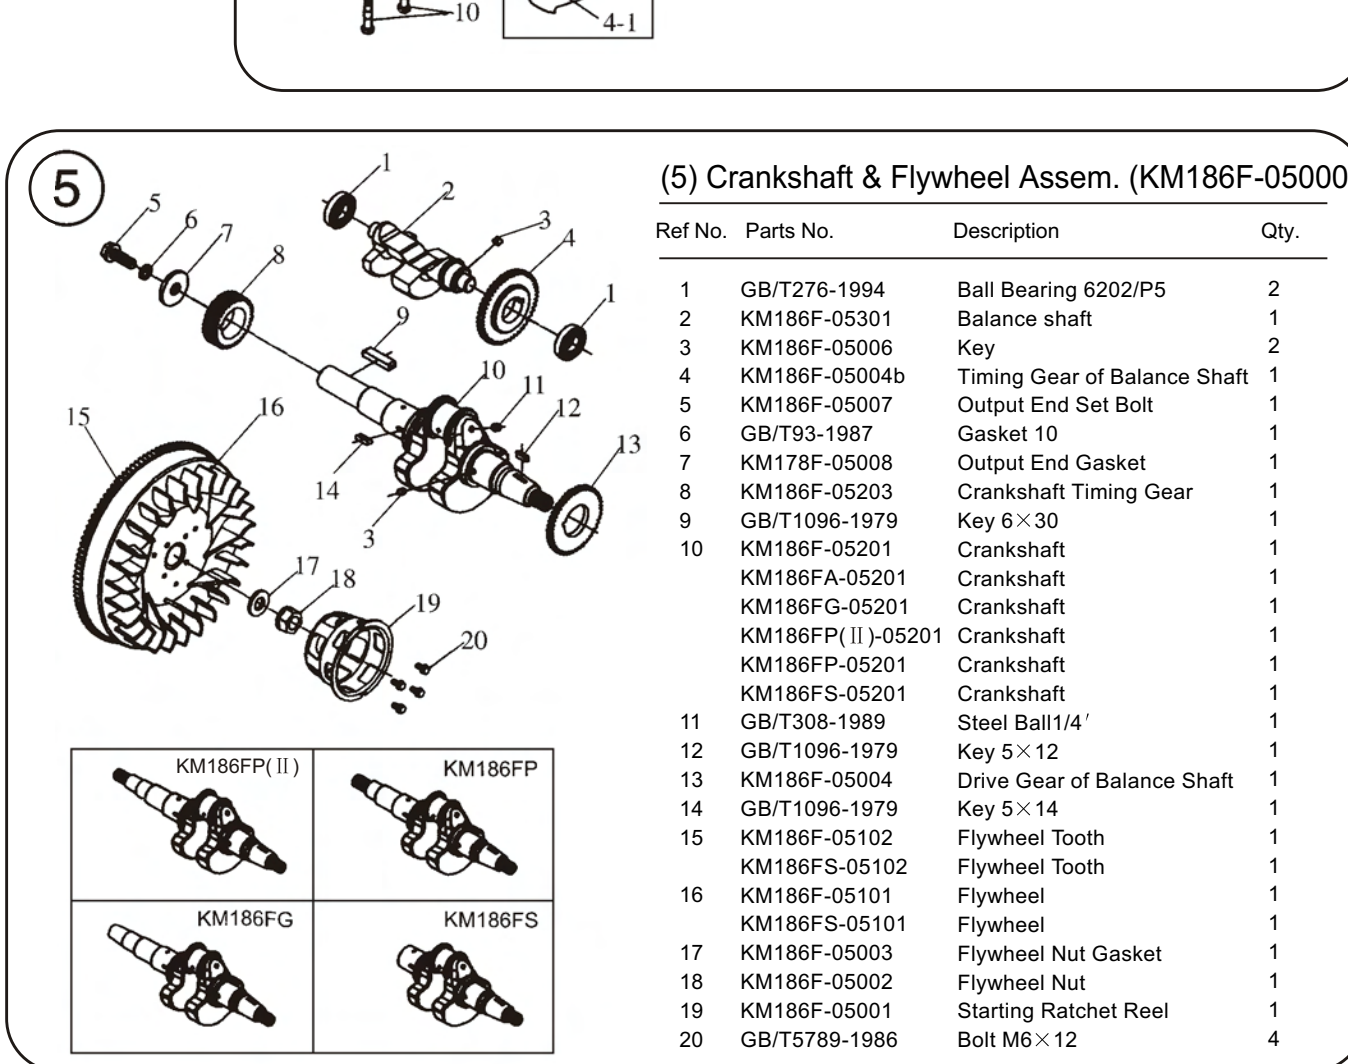 10
4-1
5
(5) Crankshaft & Flywheel Assem. (KM186F-05000
Ref No. Parts No. Description Qty.
1 GB/T276-1994 Ball Bearing 6202/P5 2
2 KM186F-05301 Balance shaft 1
3 KM186F-05006 Key 2
4 KM186F-05004b Timing Gear of Balance Shaft 1
5 KM186F-05007 Output End Set Bolt 1
6 GB/T93-1987 Gasket 10 1
7 KM178F-05008 Output End Gasket 1
8 KM186F-05203 Crankshaft Timing Gear 1
9 GB/T1096-1979 Key 6×30 1
10 KM186F-05201 Crankshaft 1
KM186FA-05201 Crankshaft 1
KM186FG-05201 Crankshaft 1
KM186FP(Ⅱ)-05201 Crankshaft 1
KM186FP-05201 Crankshaft 1
KM186FS-05201 Crankshaft 1
11 GB/T308-1989 Steel Ball1/4′ 1
12 GB/T1096-1979 Key 5×12 1
13 KM186F-05004 Drive Gear of Balance Shaft 1
14 GB/T1096-1979 Key 5×14 1
15 KM186F-05102 Flywheel Tooth 1
KM186FS-05102 Flywheel Tooth 1
16 KM186F-05101 Flywheel 1
KM186FS-05101 Flywheel 1
17 KM186F-05003 Flywheel Nut Gasket 1
18 KM186F-05002 Flywheel Nut 1
19 KM186F-05001 Starting Ratchet Reel 1
20 GB/T5789-1986 Bolt M6×12 4
1
2
3
4
1
5
6
7
8
9
10
11
12
13
14
3
15
16
17
18
19
20
KM186FP(Ⅱ)
KM186FP
KM186FG
KM186FS